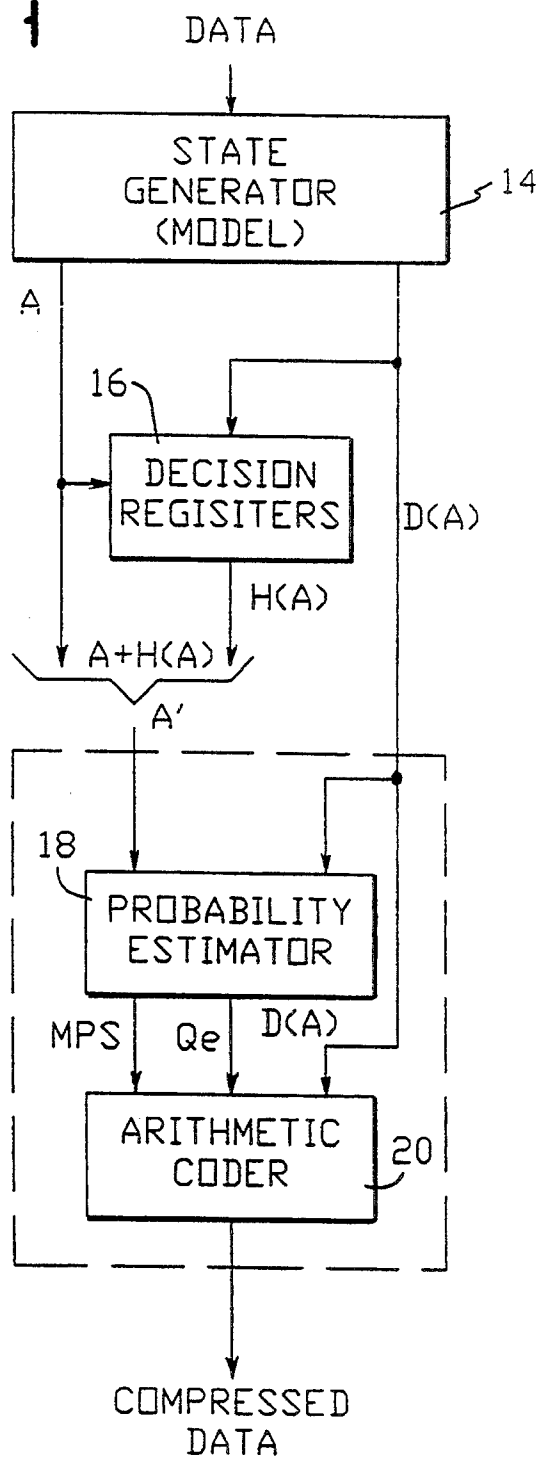 DATA
STATE
GENERATOR
(MODEL)
14
A
16
DECISION
REGISITERS
D(A)
H(A)
A+H(A)
A'
18
PROBABILITY
ESTIMATOR
MPS
Qe
D(A)
ARITHMETIC
CODER
20
COMPRESSED
DATA